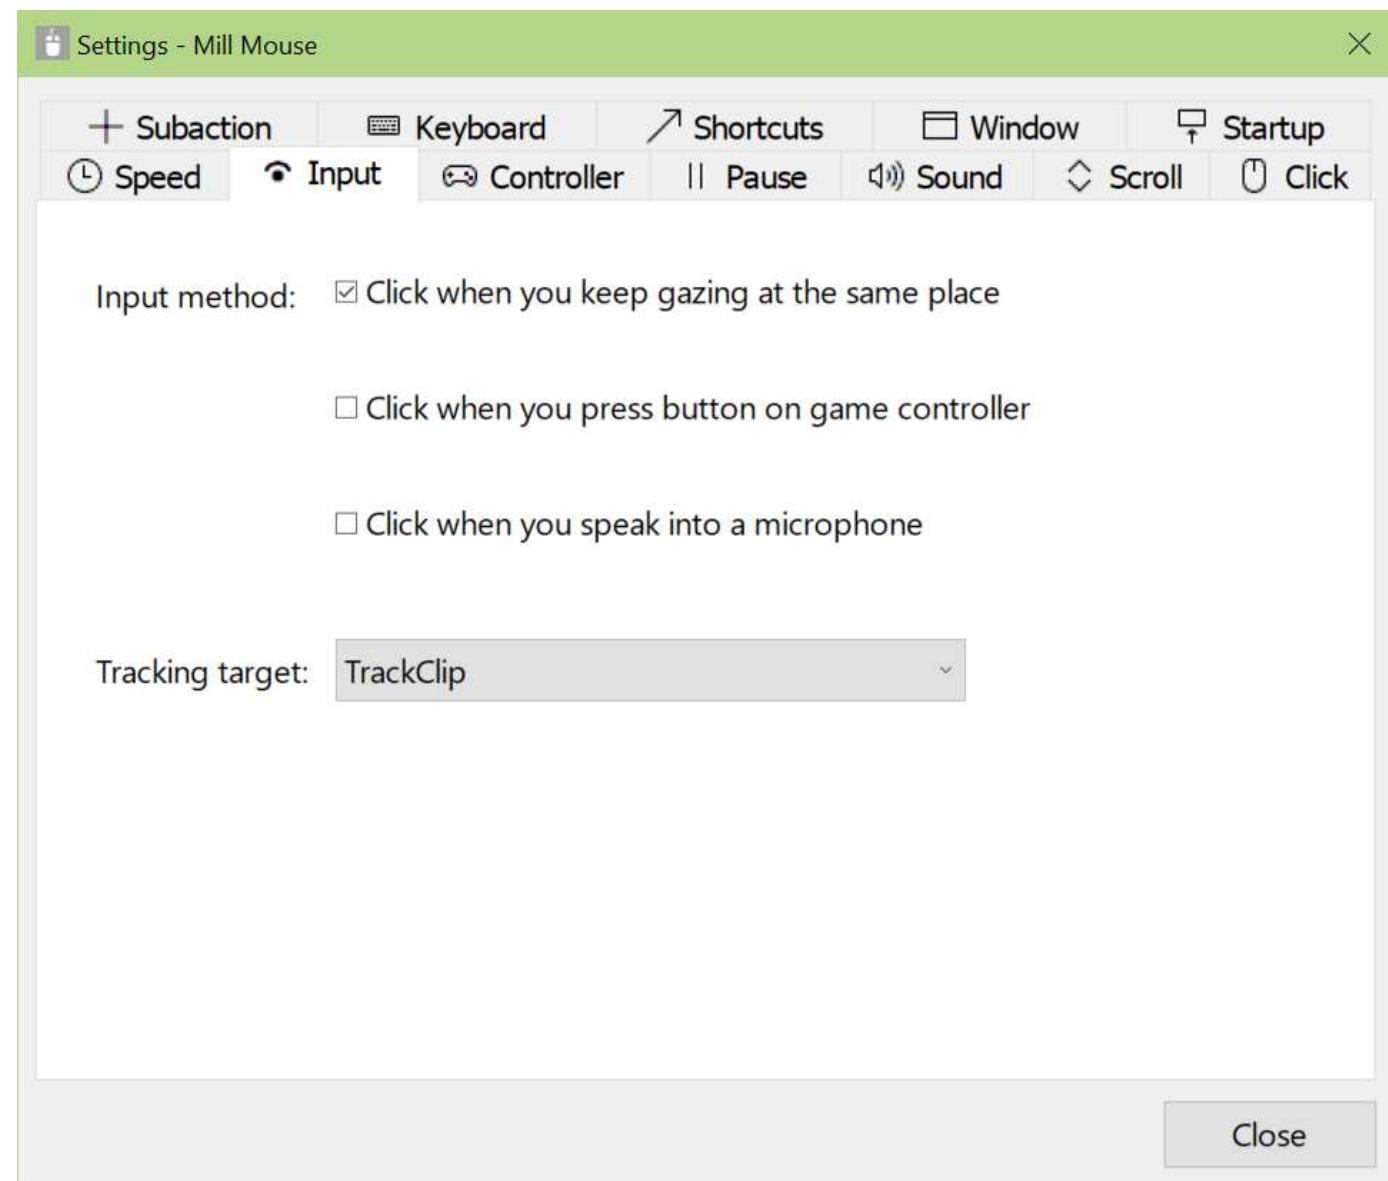 Settings - Mill Mouse
Subaction Keyboard Shortcuts Window Startup
Speed Input Controller Pause Sound Scroll Click
Input method: Click when you keep gazing at the same place
Click when you press button on game controller
Click when you speak into a microphone
Tracking target: TrackClip
Close